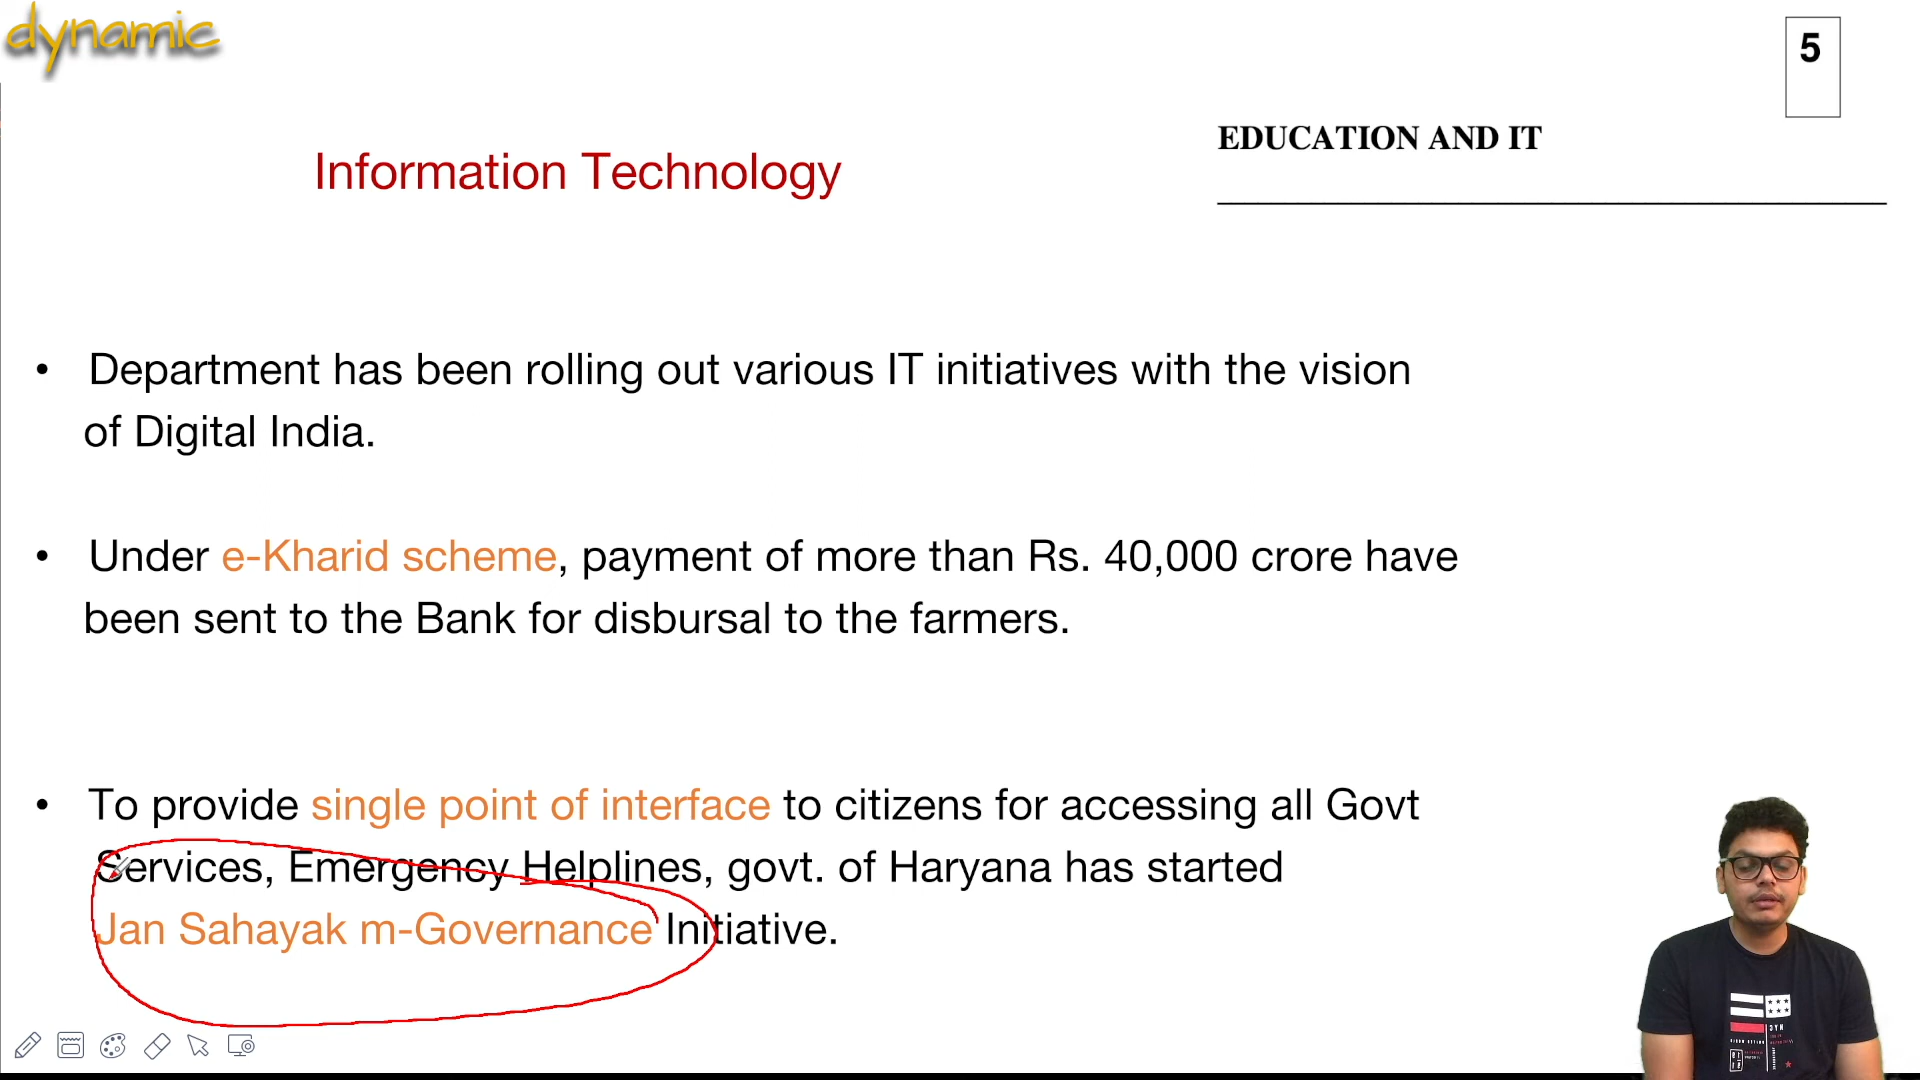 dynamic
5
EDUCATION AND IT
Information Technology
• Department has been rolling out various IT initiatives with the vision
of Digital India.
• Under e-Kharid scheme, payment of more than Rs. 40,000 crore have
been sent to the Bank for disbursal to the farmers.
• To provide single point of interface to citizens for accessing all Govt
Services, Emergency Helplines, govt. of Haryana has started
Jan Sahayak m-Governance Initiative.